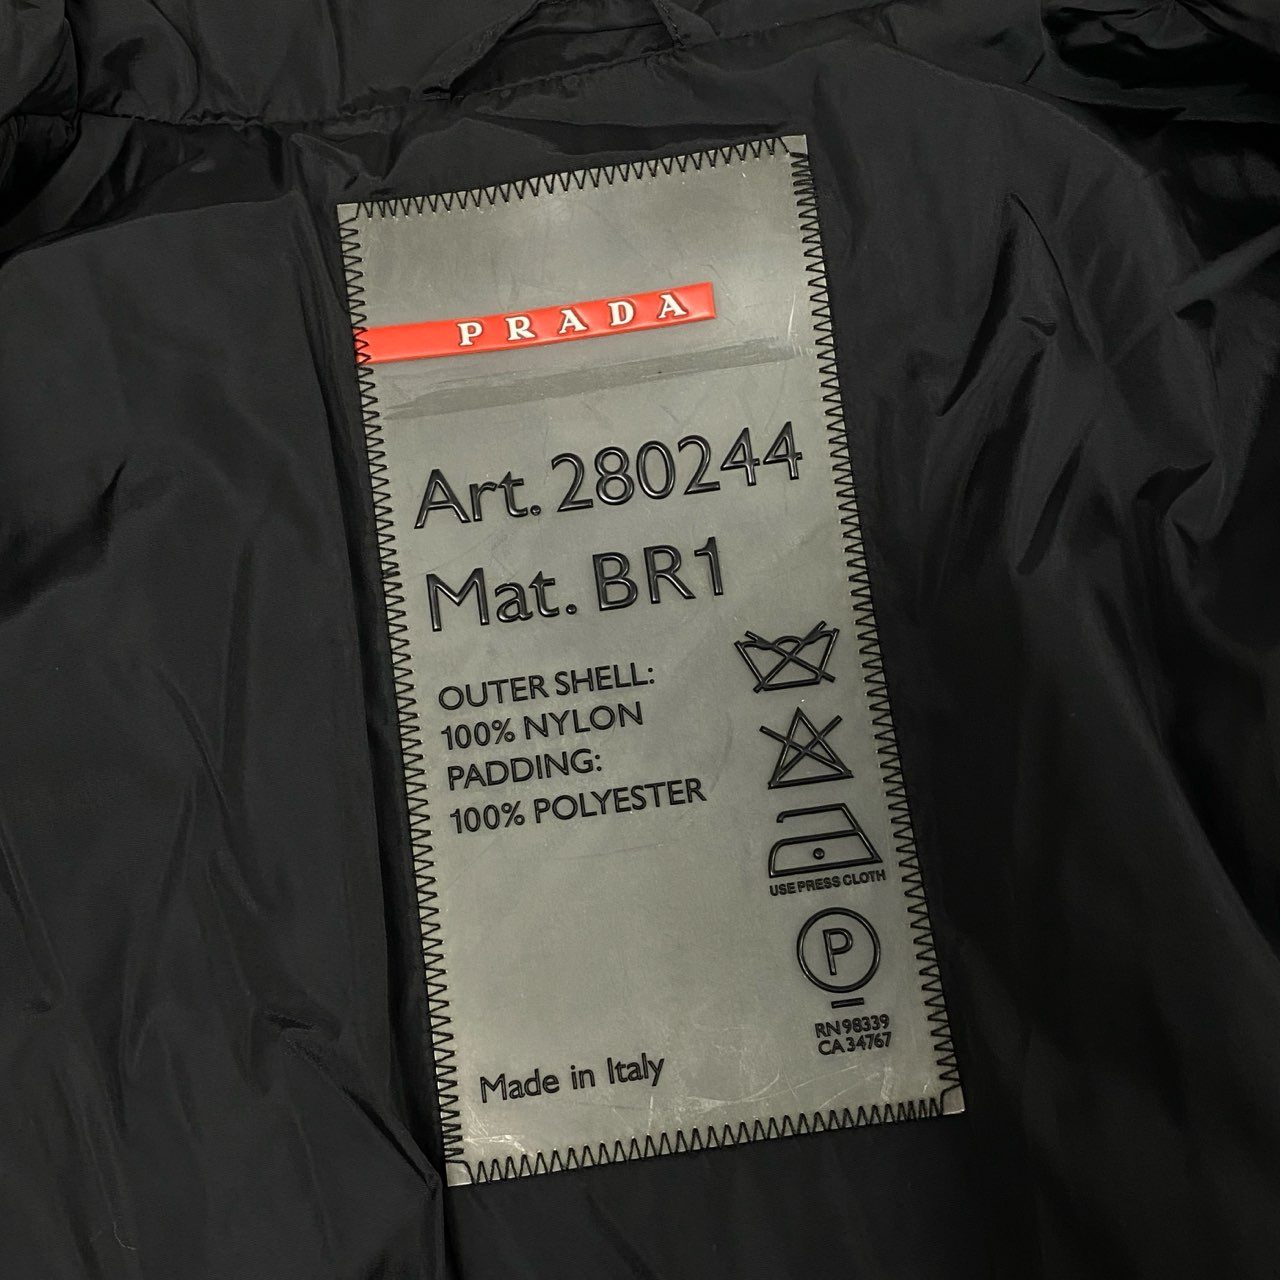 PRADA
Art. 280244
Mat. BR1
OUTER SHELL:
100% NYLON
PADDING:
100% POLYESTER
USE PRESS CLOTH
P
RN 98339
CA 34767
Made in Italy